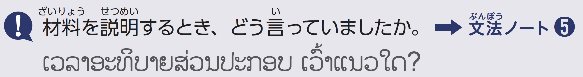 材料を説明するとき、どう言っていましたか。 ➡ 文法ノート ❺
ເວລາອະທິບາຍສ່ວນປະກອບ ເວົ້າແນວໃດ?